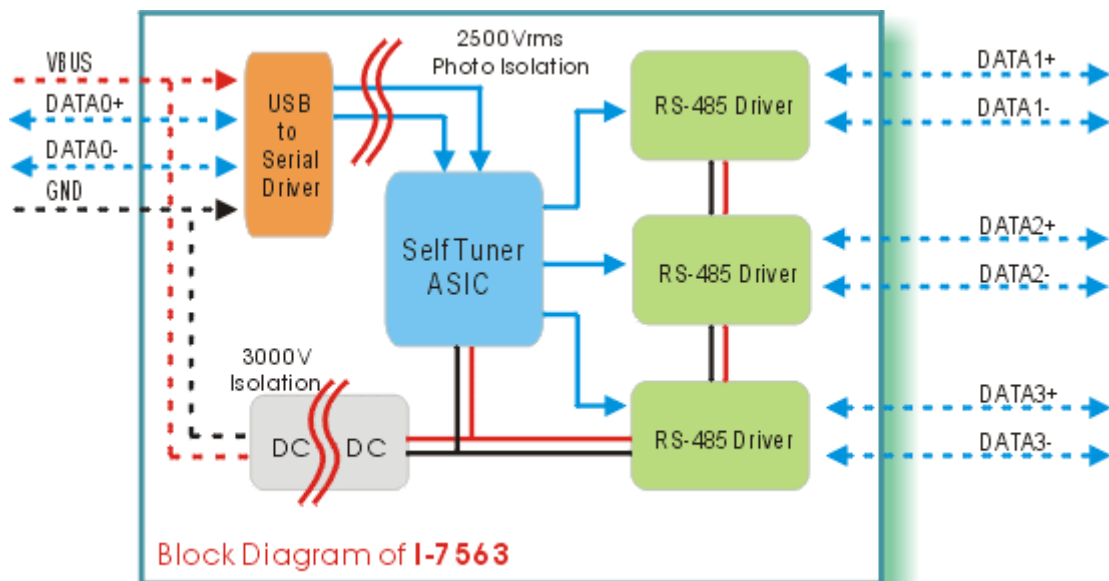 VBUS
DATA0+
DATA0-
GND
USB
to
Serial
Driver
2500Vrms
Photo Isolation
Self Tuner
ASIC
3000V
Isolation
DC DC
RS-485 Driver
RS-485 Driver
RS-485 Driver
DATA1+
DATA1-
DATA2+
DATA2-
DATA3+
DATA3-
Block Diagram of I-7563